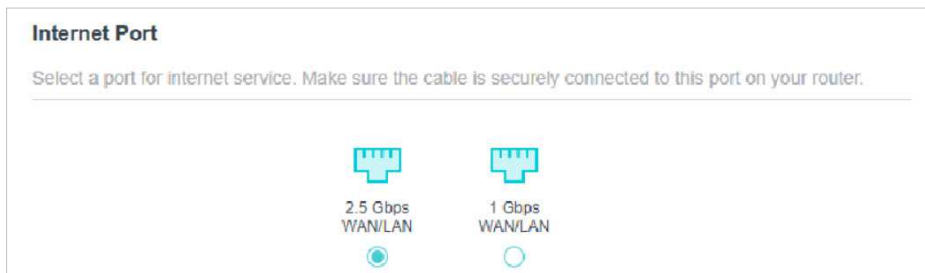 Internet Port
Select a port for internet service. Make sure the cable is securely connected to this port on your router.
2.5 Gbps 1 Gbps
WAN/LAN WAN/LAN